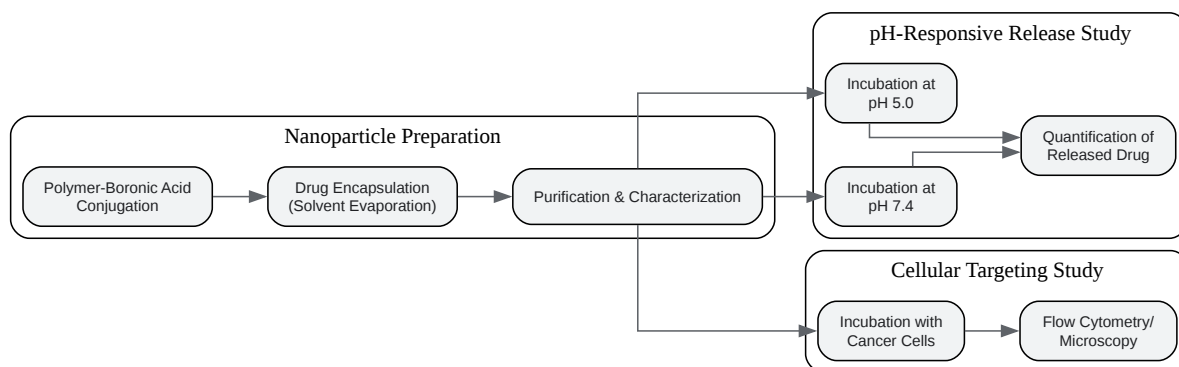 Nanoparticle Preparation
Polymer-Boronic Acid
Conjugation
Drug Encapsulation
(Solvent Evaporation)
Purification & Characterization
pH-Responsive Release Study
Incubation at
pH 5.0
Incubation at
pH 7.4
Quantification of
Released Drug
Cellular Targeting Study
Incubation with
Cancer Cells
Flow Cytometry/
Microscopy